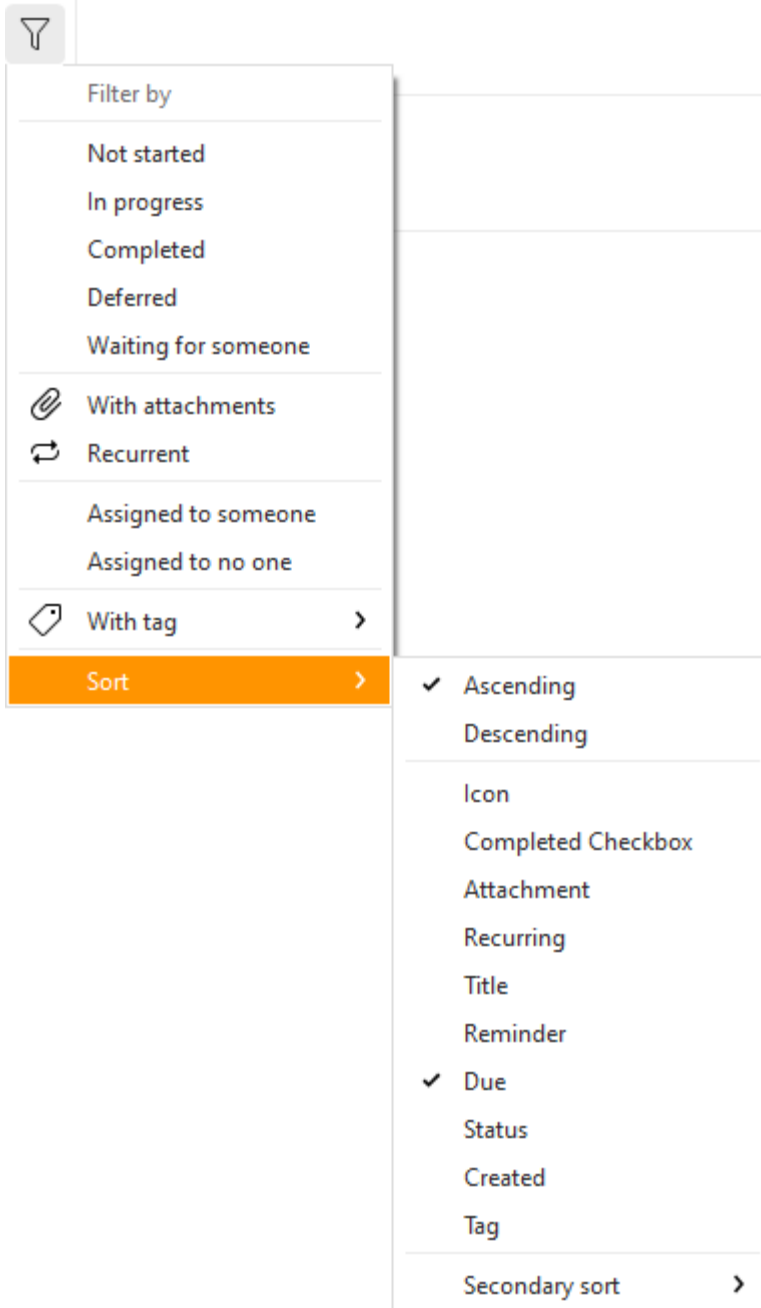 Filter by
Not started
In progress
Completed
Deferred
Waiting for someone
With attachments
Recurrent
Assigned to someone
Assigned to no one
With tag
Sort
Ascending
Descending
Icon
Completed Checkbox
Attachment
Recurring
Title
Reminder
Due
Status
Created
Tag
Secondary sort